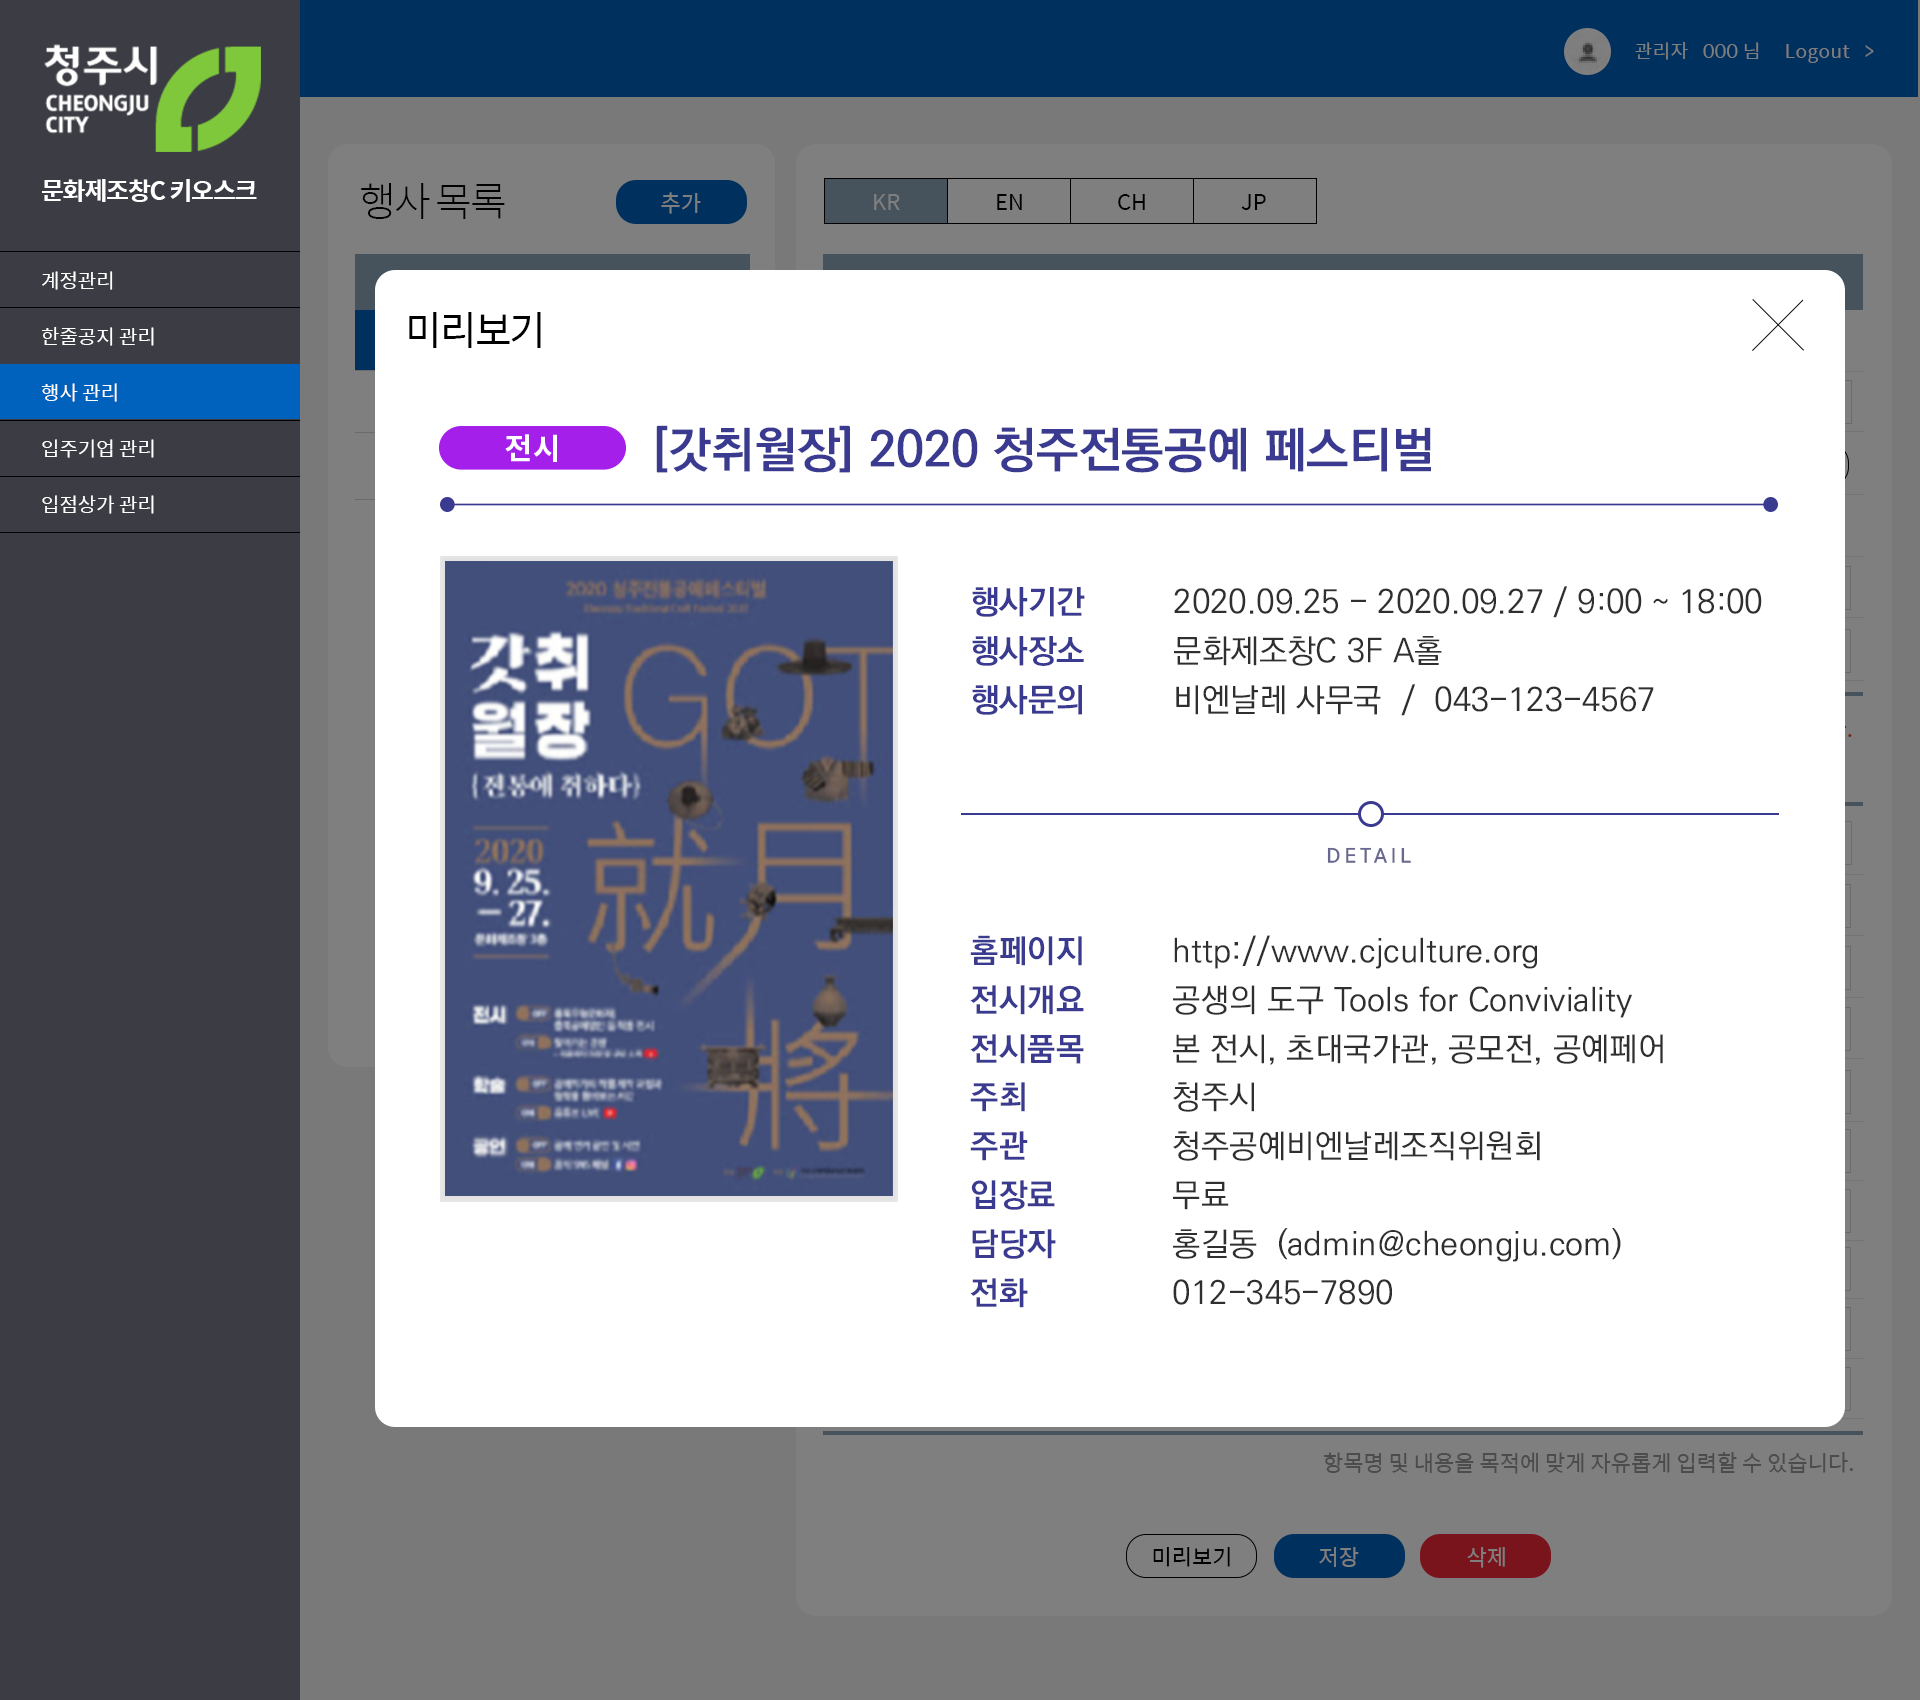 청주시
CHEONGJU
CITY
문화제조창C 키오스크
계정관리
한줄공지 관리
행사 관리
입주기업 관리
입점상가 관리
관리자 000 님 Logout >
행사 목록
추가
KR EN CH JP
미리보기
전시 [갓취월장] 2020 청주전통공예 페스티벌
2020 청주전통공예페스티벌
갓취
월장
{전통에 취하다}
GOT
就月
將
2020
9. 25.
– 27.
문화제조창 3층
전시
학술
공연
행사기간 2020.09.25 – 2020.09.27 / 9:00 ~ 18:00
행사장소 문화제조창C 3F A홀
행사문의 비엔날레 사무국 / 043-123-4567
DETAIL
홈페이지 http://www.cjculture.org
전시개요 공생의 도구 Tools for Conviviality
전시품목 본 전시, 초대국가관, 공모전, 공예페어
주최 청주시
주관 청주공예비엔날레조직위원회
입장료 무료
담당자 홍길동 (admin@cheongju.com)
전화 012-345-7890
항목명 및 내용을 목적에 맞게 자유롭게 입력할 수 있습니다.
미리보기 저장 삭제